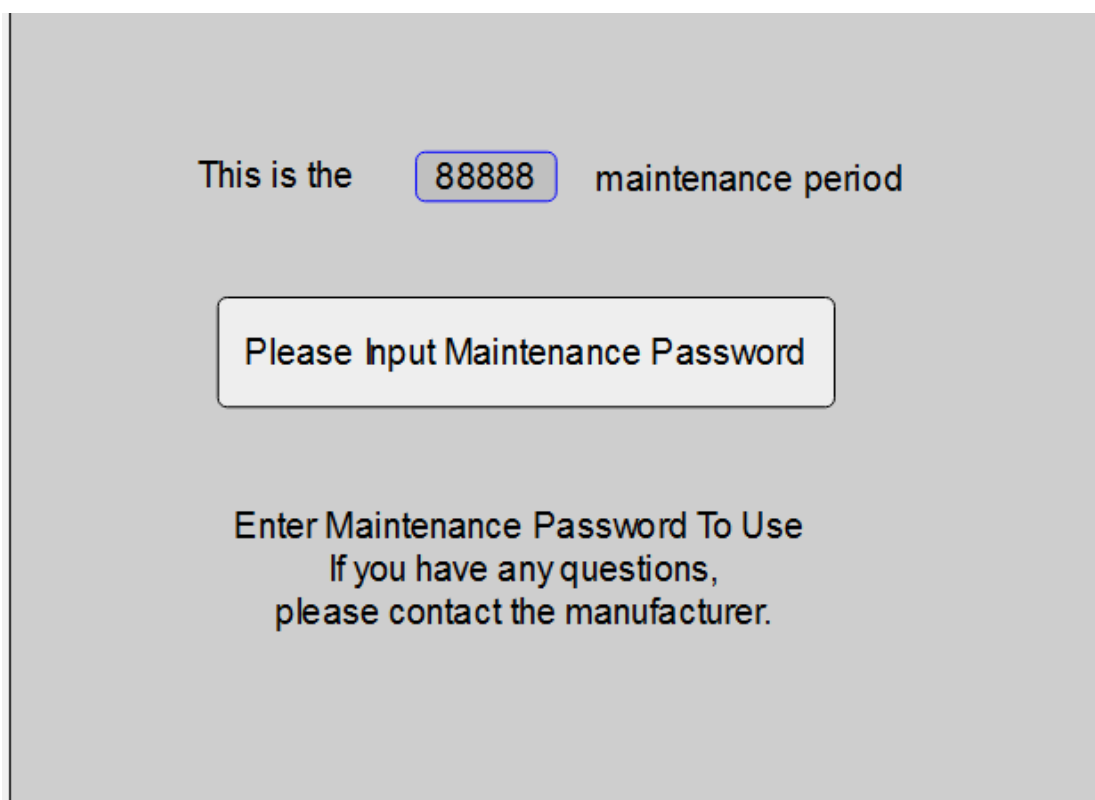 This is the 88888 maintenance period
Please Input Maintenance Password
Enter Maintenance Password To Use
If you have any questions,
please contact the manufacturer.